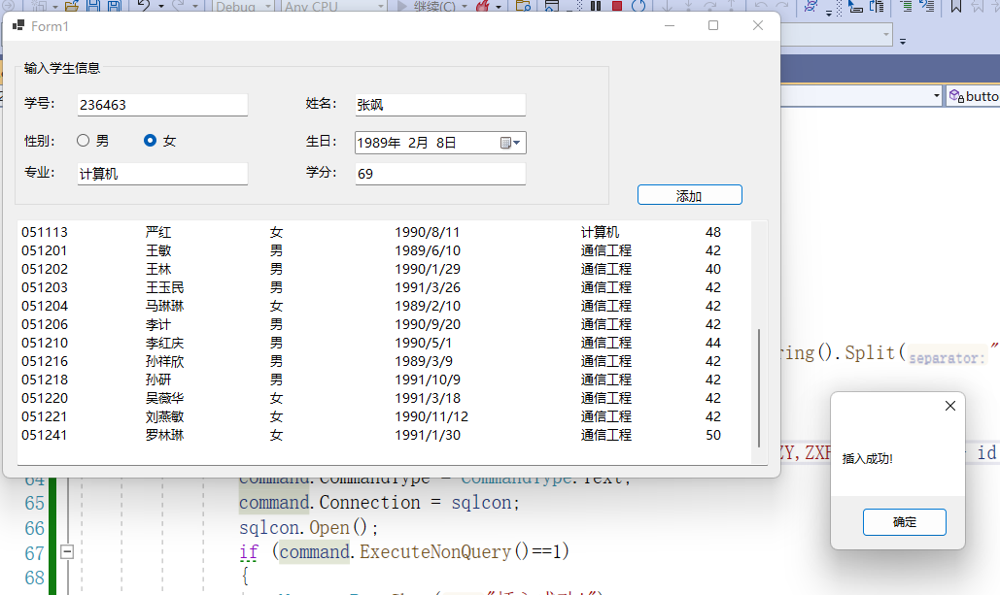 Debug
Any CPU
继续(C)
Form1
输入学生信息
学号: 236463 姓名: 张飒
性别: 男 女 生日: 1989年 2月 8日
专业: 计算机 学分: 69
添加
051113 严红 女 1990/8/11 计算机 48
051201 王敏 男 1989/6/10 通信工程 42
051202 王林 男 1990/1/29 通信工程 40
051203 王玉民 男 1991/3/26 通信工程 42
051204 马琳琳 女 1989/2/10 通信工程 42
051206 李计 男 1990/9/20 通信工程 42
051210 李红庆 男 1990/5/1 通信工程 44
051216 孙祥欣 男 1989/3/9 通信工程 42
051218 孙研 男 1991/10/9 通信工程 42
051220 吴薇华 女 1991/3/18 通信工程 42
051221 刘燕敏 女 1990/11/12 通信工程 42
051241 罗林琳 女 1991/1/30 通信工程 50
butto
ring().Split(separator: "
ZY,ZXF
id
插入成功!
确定
64 command.CommandType = CommandType.Text;
65 command.Connection = sqlcon;
66 sqlcon.Open();
67 if (command.ExecuteNonQuery()==1)
68 {